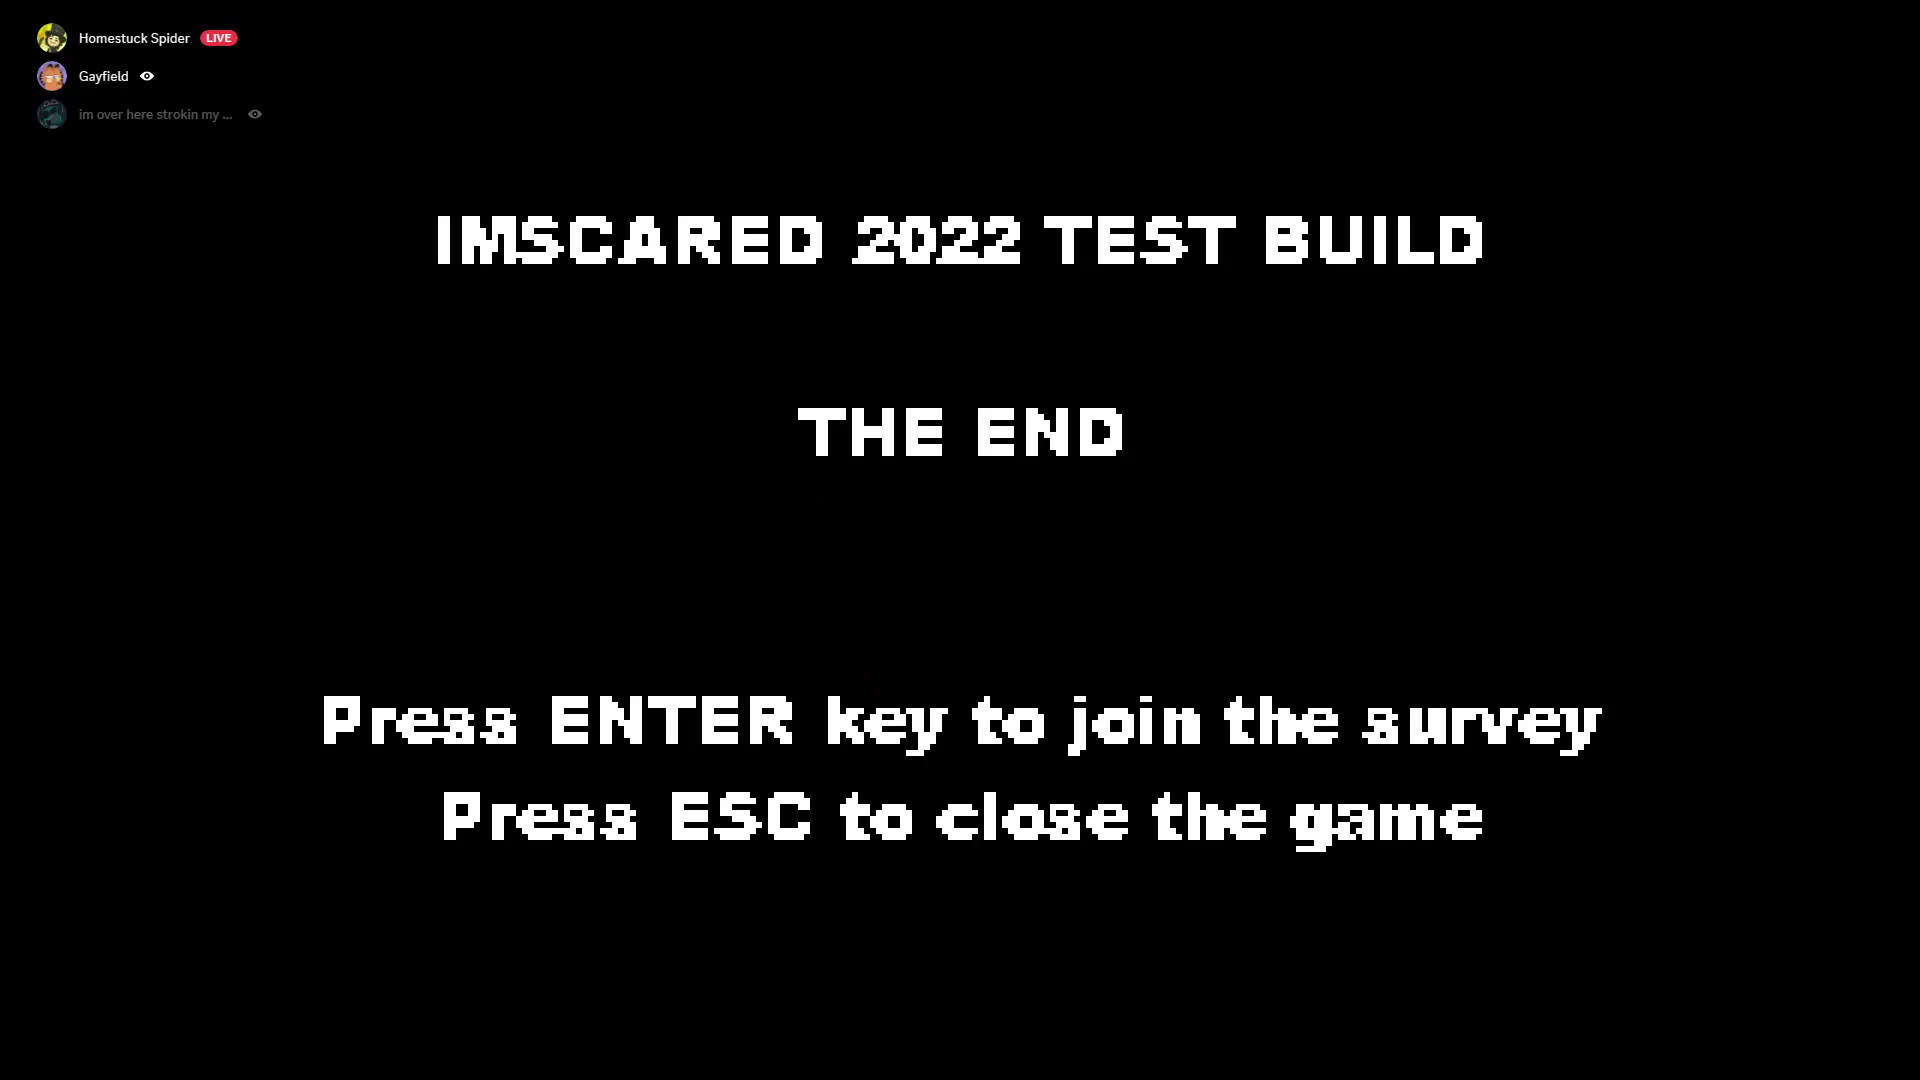 Homestuck Spider LIVE
Gayfield
im over here strokin my ...
IMSCARED 2022 TEST BUILD
THE END
Press ENTER key to join the survey
Press ESC to close the game